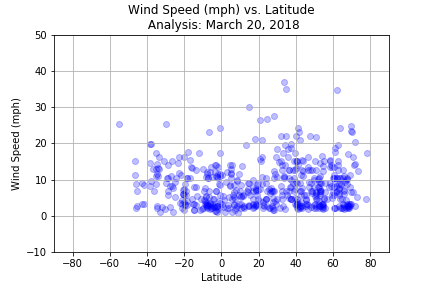 Wind Speed (mph) vs. Latitude
Analysis: March 20, 2018
50
40
30
20
10
0
−10
Wind Speed (mph)
−80 −60 −40 −20 0 20 40 60 80
Latitude